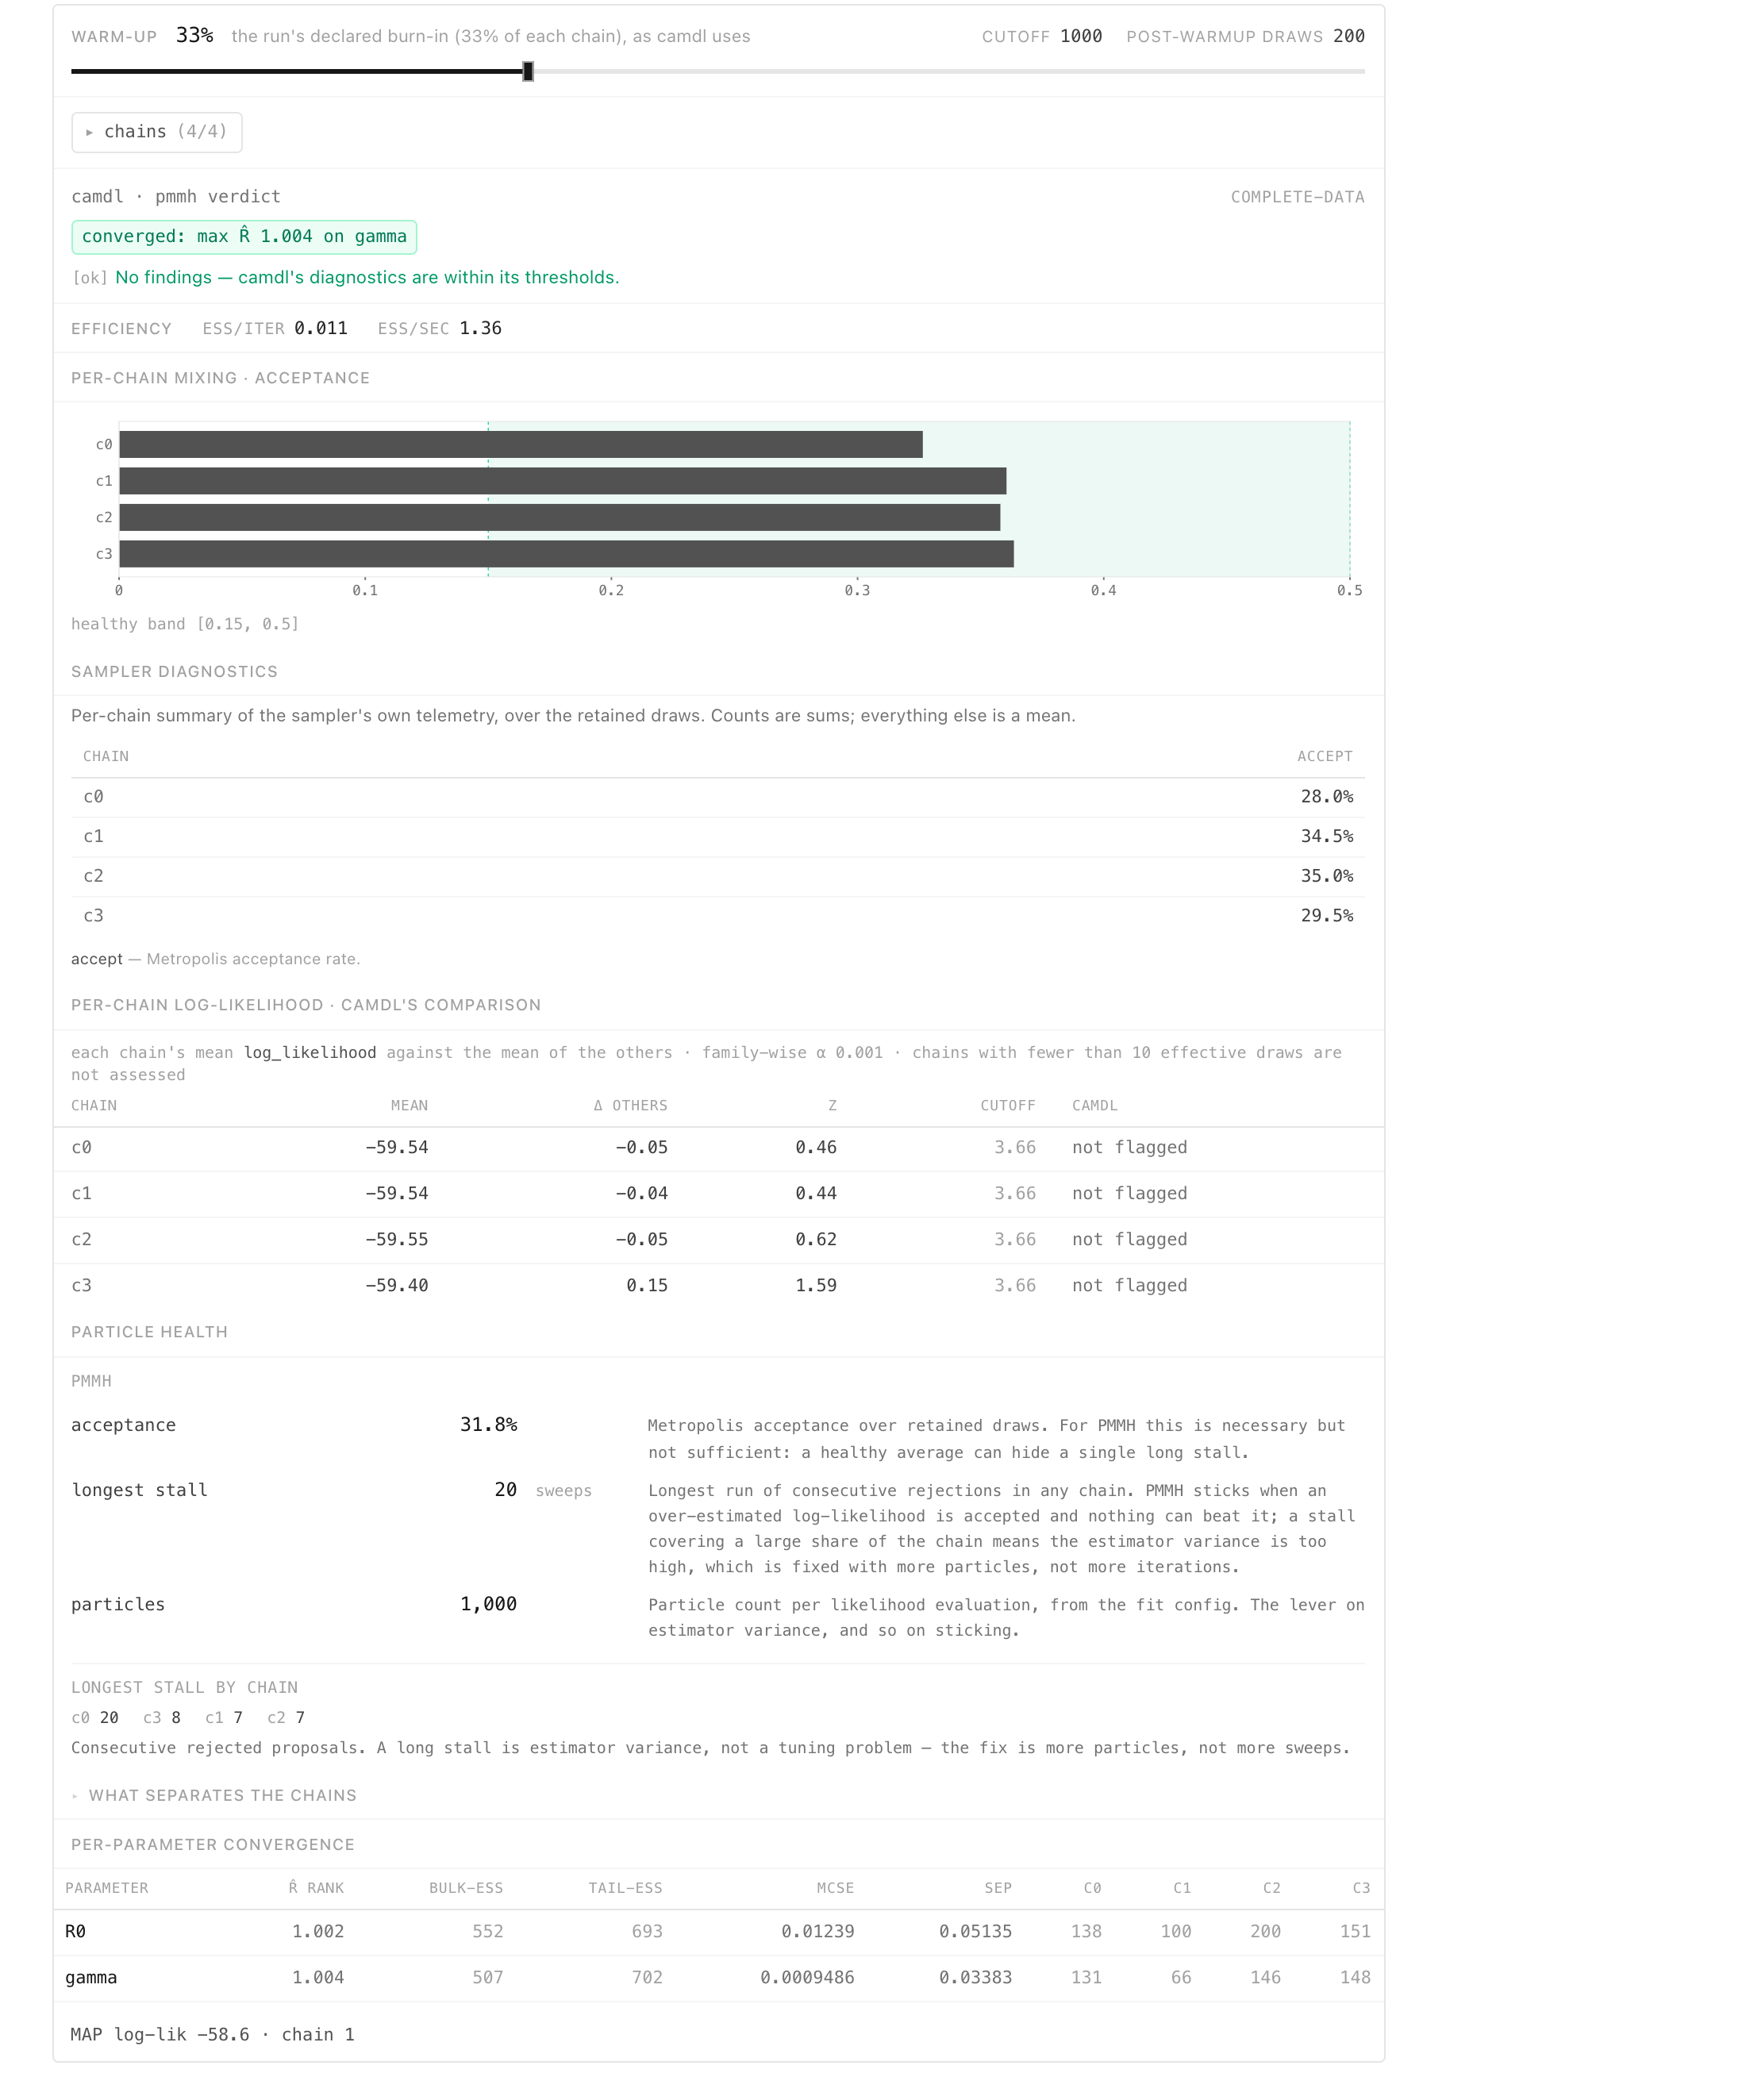 WARM-UP 33% the run's declared burn-in (33% of each chain), as camdl uses CUTOFF 1000 POST-WARMUP DRAWS 200
▸ chains (4/4)
camdl · pmmh verdict COMPLETE-DATA
converged: max R̂ 1.004 on gamma
[ok] No findings — camdl's diagnostics are within its thresholds.
EFFICIENCY ESS/ITER 0.011 ESS/SEC 1.36
PER-CHAIN MIXING · ACCEPTANCE
c0
c1
c2
c3
0 0.1 0.2 0.3 0.4 0.5
healthy band [0.15, 0.5]
SAMPLER DIAGNOSTICS
Per-chain summary of the sampler's own telemetry, over the retained draws. Counts are sums; everything else is a mean.
CHAIN ACCEPT
c0 28.0%
c1 34.5%
c2 35.0%
c3 29.5%
accept — Metropolis acceptance rate.
PER-CHAIN LOG-LIKELIHOOD · CAMDL'S COMPARISON
each chain's mean log_likelihood against the mean of the others · family-wise α 0.001 · chains with fewer than 10 effective draws are
not assessed
CHAIN MEAN Δ OTHERS Z CUTOFF CAMDL
c0 −59.54 −0.05 0.46 3.66 not flagged
c1 −59.54 −0.04 0.44 3.66 not flagged
c2 −59.55 −0.05 0.62 3.66 not flagged
c3 −59.40 0.15 1.59 3.66 not flagged
PARTICLE HEALTH
PMMH
acceptance 31.8% Metropolis acceptance over retained draws. For PMMH this is necessary but
not sufficient: a healthy average can hide a single long stall.
longest stall 20 sweeps Longest run of consecutive rejections in any chain. PMMH sticks when an
over-estimated log-likelihood is accepted and nothing can beat it; a stall
covering a large share of the chain means the estimator variance is too
high, which is fixed with more particles, not more iterations.
particles 1,000 Particle count per likelihood evaluation, from the fit config. The lever on
estimator variance, and so on sticking.
LONGEST STALL BY CHAIN
c0 20 c3 8 c1 7 c2 7
Consecutive rejected proposals. A long stall is estimator variance, not a tuning problem — the fix is more particles, not more sweeps.
▸ WHAT SEPARATES THE CHAINS
PER-PARAMETER CONVERGENCE
PARAMETER R̂ RANK BULK-ESS TAIL-ESS MCSE SEP C0 C1 C2 C3
R0 1.002 552 693 0.01239 0.05135 138 100 200 151
gamma 1.004 507 702 0.0009486 0.03383 131 66 146 148
MAP log-lik −58.6 · chain 1